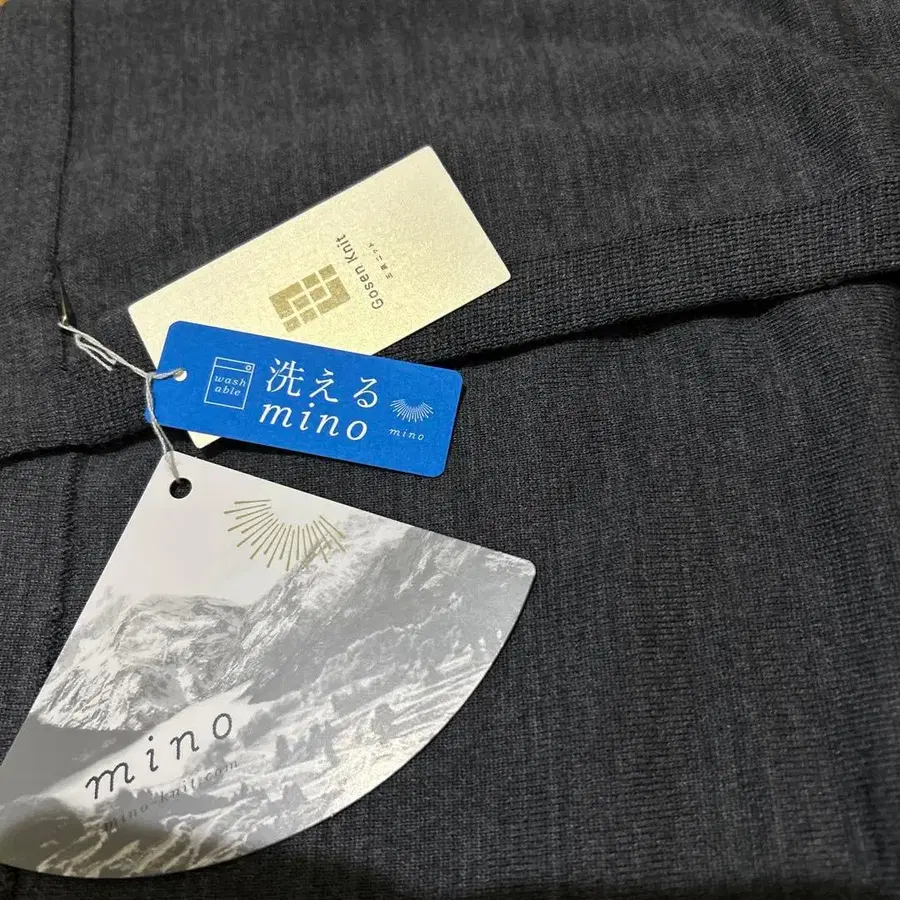 Gosen Knit
五泉ニット
wash
able
洗える
mino
mino
mino
mino-knit.com